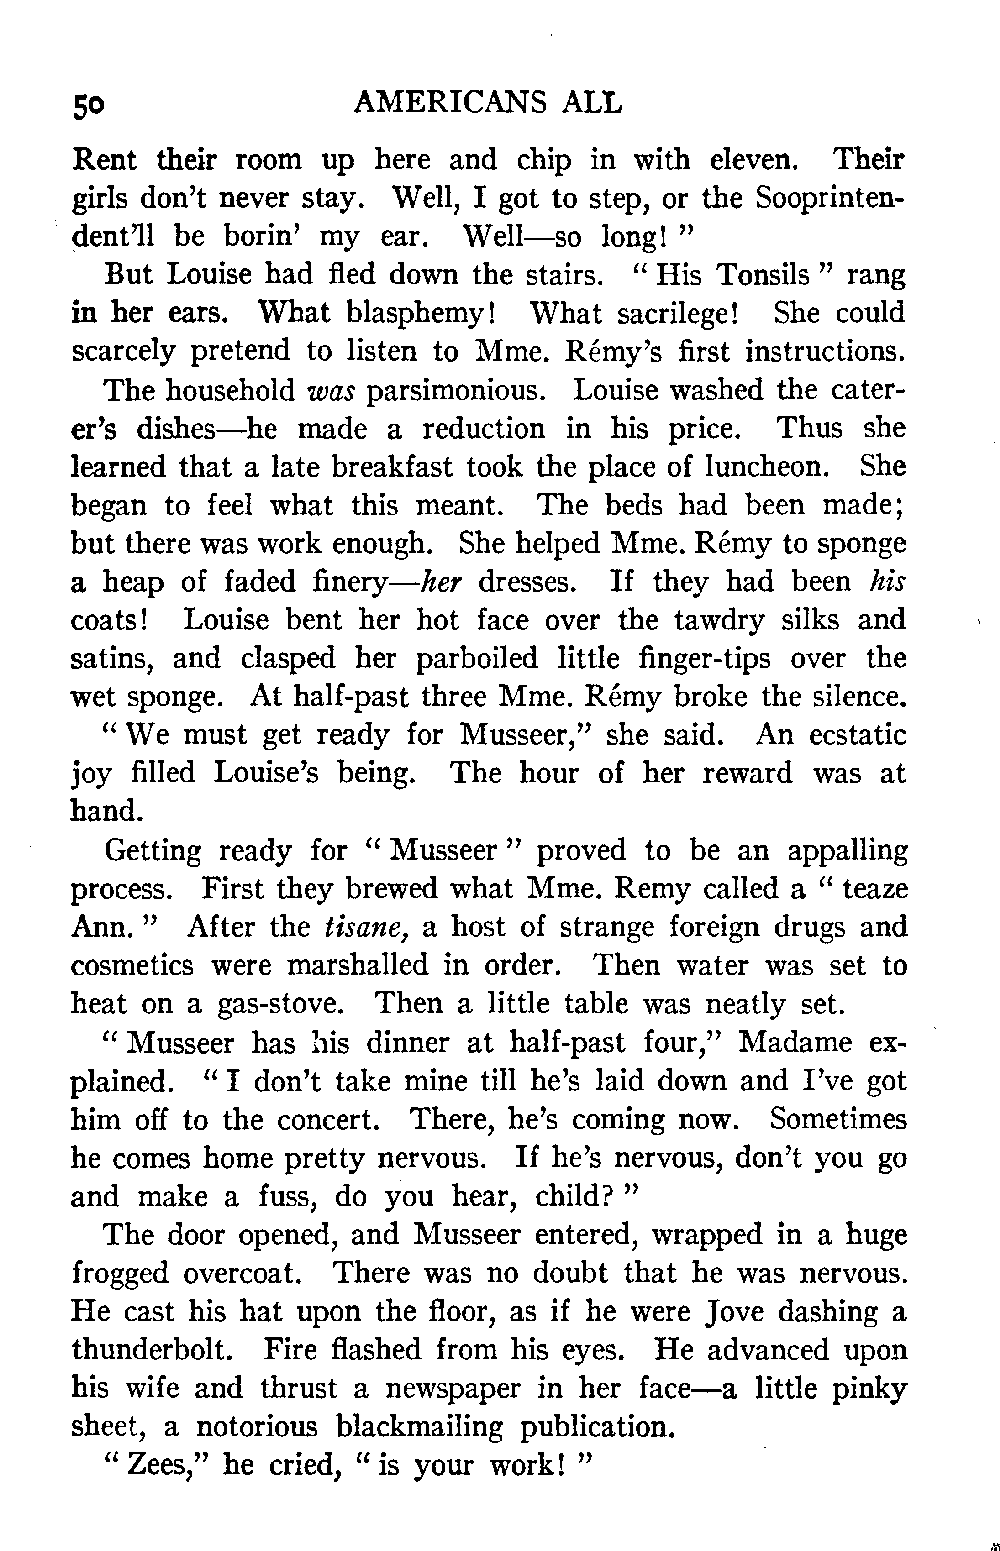 50 AMERICANS ALL
Rent their room up here and chip in with eleven. Their
girls don't never stay. Well, I got to step, or the Sooprinten-
dent'll be borin' my ear. Well—so long! "
But Louise had fled down the stairs. " His Tonsils " rang
in her ears. What blasphemy! What sacrilege! She could
scarcely pretend to listen to Mme. Rémy's first instructions.
The household was parsimonious. Louise washed the cater-
er's dishes—he made a reduction in his price. Thus she
learned that a late breakfast took the place of luncheon. She
began to feel what this meant. The beds had been made;
but there was work enough. She helped Mme. Rémy to sponge
a heap of faded finery—her dresses. If they had been his
coats! Louise bent her hot face over the tawdry silks and
satins, and clasped her parboiled little finger-tips over the
wet sponge. At half-past three Mme. Rémy broke the silence.
" We must get ready for Musseer," she said. An ecstatic
joy filled Louise's being. The hour of her reward was at
hand.
Getting ready for " Musseer " proved to be an appalling
process. First they brewed what Mme. Remy called a " teaze
Ann. " After the tisane, a host of strange foreign drugs and
cosmetics were marshalled in order. Then water was set to
heat on a gas-stove. Then a little table was neatly set.
" Musseer has his dinner at half-past four," Madame ex-
plained. " I don't take mine till he's laid down and I've got
him off to the concert. There, he's coming now. Sometimes
he comes home pretty nervous. If he's nervous, don't you go
and make a fuss, do you hear, child? "
The door opened, and Musseer entered, wrapped in a huge
frogged overcoat. There was no doubt that he was nervous.
He cast his hat upon the floor, as if he were Jove dashing a
thunderbolt. Fire flashed from his eyes. He advanced upon
his wife and thrust a newspaper in her face—a little pinky
sheet, a notorious blackmailing publication.
" Zees," he cried, " is your work! "